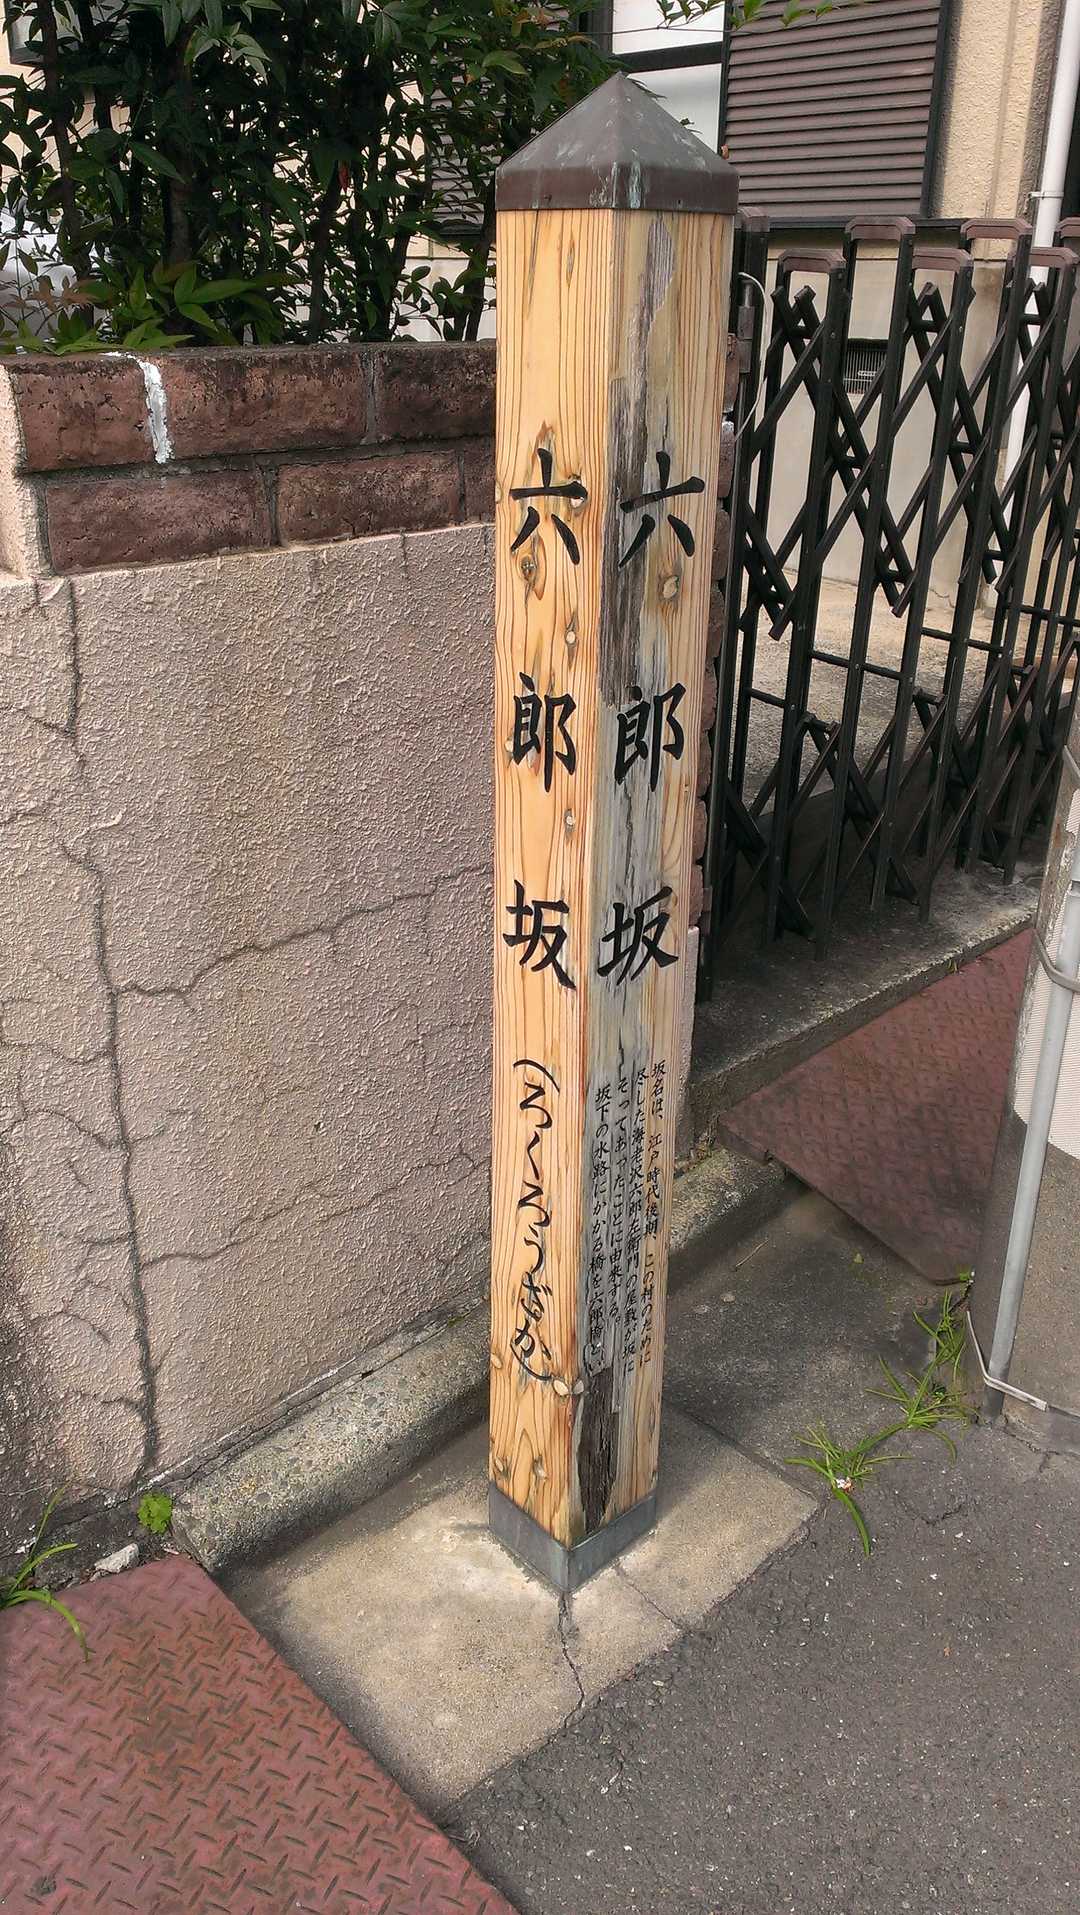 六郎坂
(ろくろうざか)
六郎坂
坂名は、江戸時代後期、この村のために
尽した海老沢六郎左衛門の屋敷が坂に
そってあったことに由来する。
坂下の水路にかかる橋を六郎橋とい